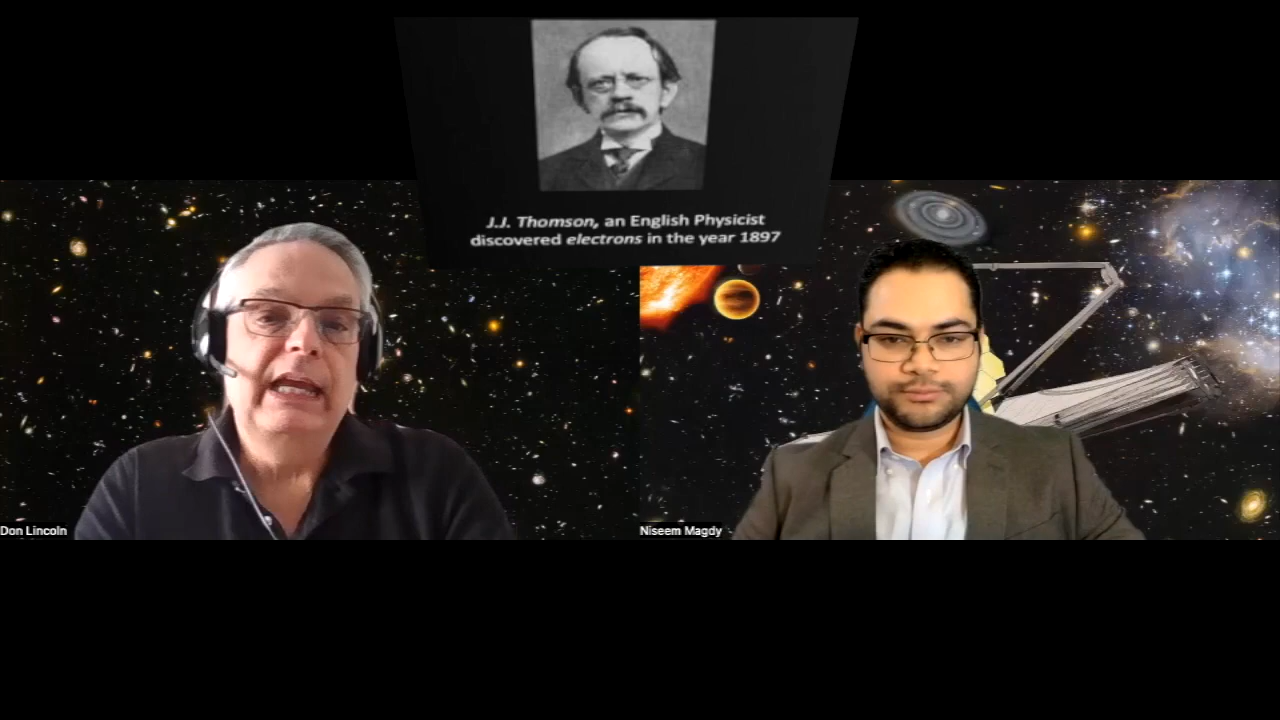 J.J. Thomson, an English Physicist
discovered electrons in the year 1897
Don Lincoln
Niseem Magdy